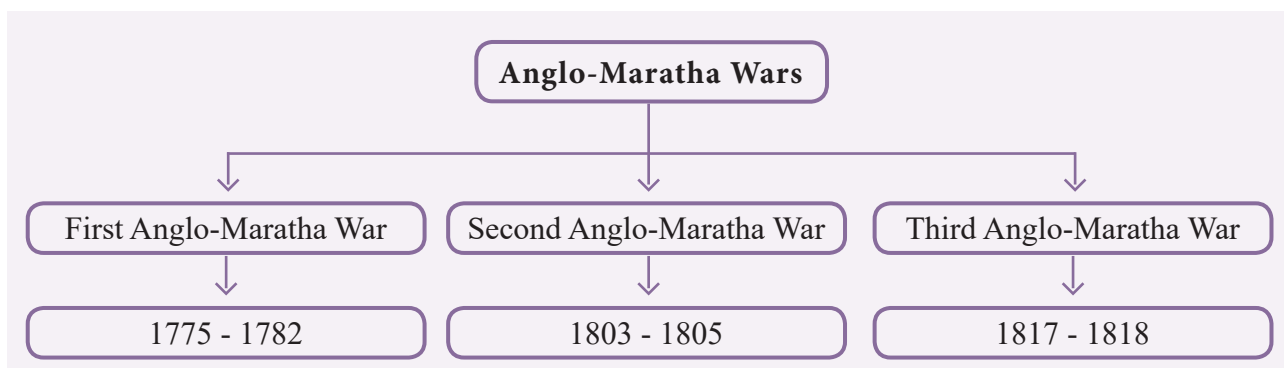 Anglo-Maratha Wars
First Anglo-Maratha War
Second Anglo-Maratha War
Third Anglo-Maratha War
1775 - 1782
1803 - 1805
1817 - 1818